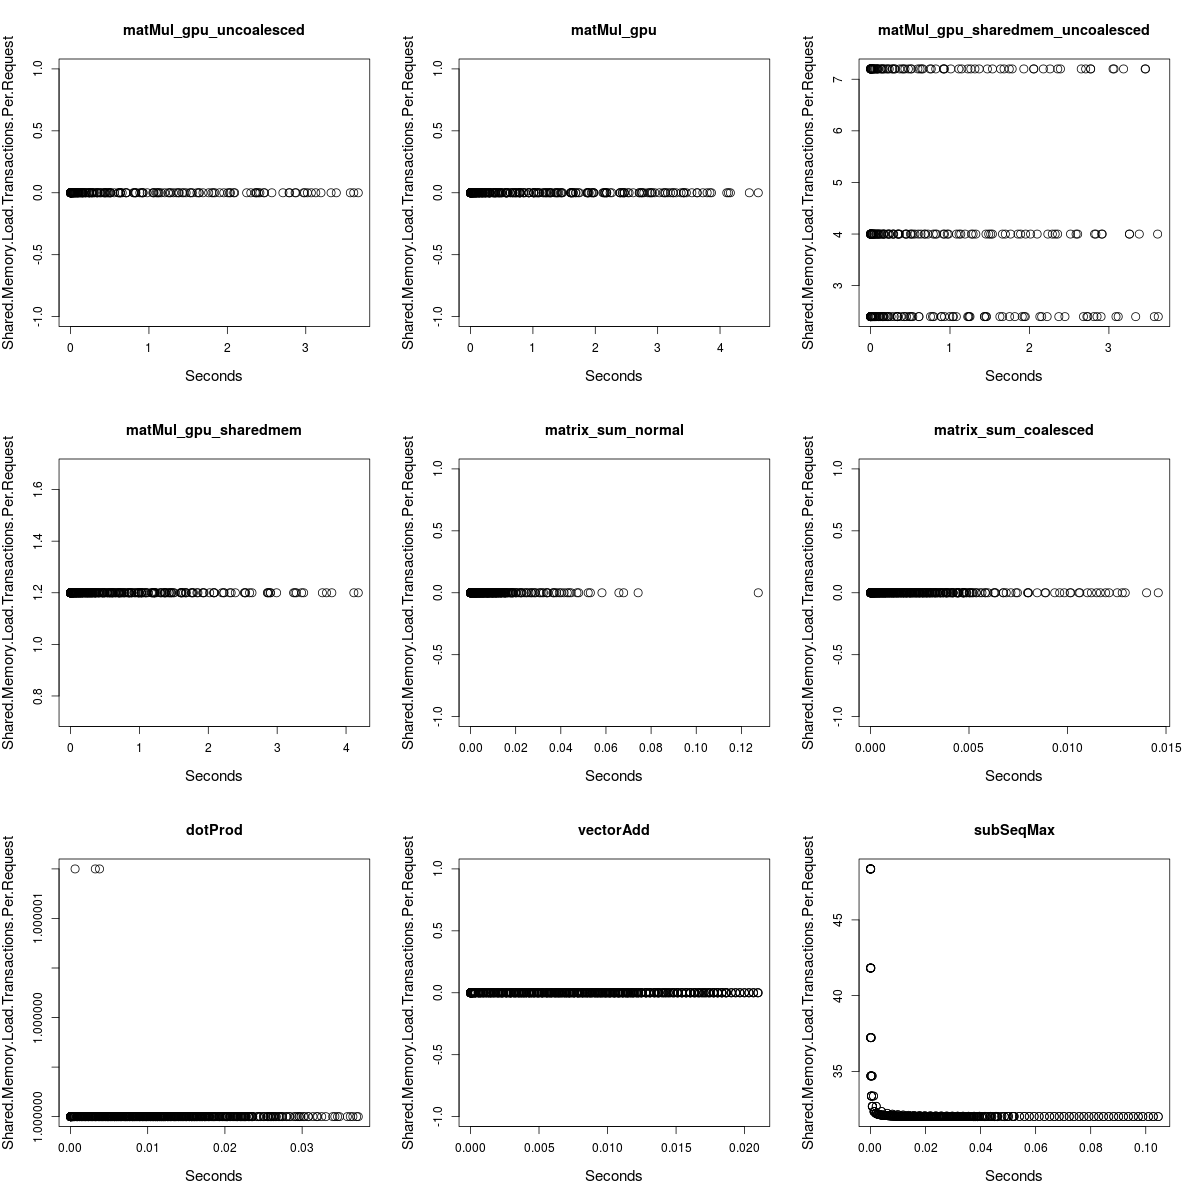 matMul_gpu_uncoalesced
Shared.Memory.Load.Transactions.Per.Request
1.0
0.5
0.0
-0.5
-1.0
0 1 2 3
Seconds
matMul_gpu
Shared.Memory.Load.Transactions.Per.Request
1.0
0.5
0.0
-0.5
-1.0
0 1 2 3 4
Seconds
matMul_gpu_sharedmem_uncoalesced
Shared.Memory.Load.Transactions.Per.Request
7
6
5
4
3
0 1 2 3
Seconds
matMul_gpu_sharedmem
Shared.Memory.Load.Transactions.Per.Request
1.6
1.4
1.2
1.0
0.8
0 1 2 3 4
Seconds
matrix_sum_normal
Shared.Memory.Load.Transactions.Per.Request
1.0
0.5
0.0
-0.5
-1.0
0.00 0.02 0.04 0.06 0.08 0.10 0.12
Seconds
matrix_sum_coalesced
Shared.Memory.Load.Transactions.Per.Request
1.0
0.5
0.0
-0.5
-1.0
0.000 0.005 0.010 0.015
Seconds
dotProd
Shared.Memory.Load.Transactions.Per.Request
1.000001
1.000000
1.000000
0.00 0.01 0.02 0.03
Seconds
vectorAdd
Shared.Memory.Load.Transactions.Per.Request
1.0
0.5
0.0
-0.5
-1.0
0.000 0.005 0.010 0.015 0.020
Seconds
subSeqMax
Shared.Memory.Load.Transactions.Per.Request
45
40
35
0.00 0.02 0.04 0.06 0.08 0.10
Seconds